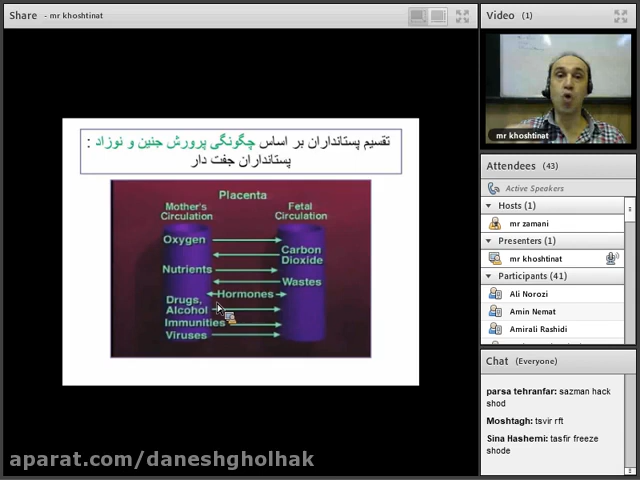 Share - mr khoshtinat
تقسیم پستانداران بر اساس چگونگی پرورش جنین و نوزاد :
پستانداران جفت دار
Placenta
Mother's Circulation
Fetal Circulation
Oxygen
Carbon Dioxide
Nutrients
Wastes
Hormones
Drugs, Alcohol
Immunities
Viruses
Video (1)
mr khoshtinat
Attendees (43)
Active Speakers
Hosts (1)
mr zamani
Presenters (1)
mr khoshtinat
Participants (41)
Ali Norozi
Amin Nemat
Amirali Rashidi
Chat (Everyone)
parsa tehranfar: sazman hack
shod
Moshtagh: tsvir rft
Sina Hashemi: tasfir freeze
shode
aparat.com/daneshgholhak